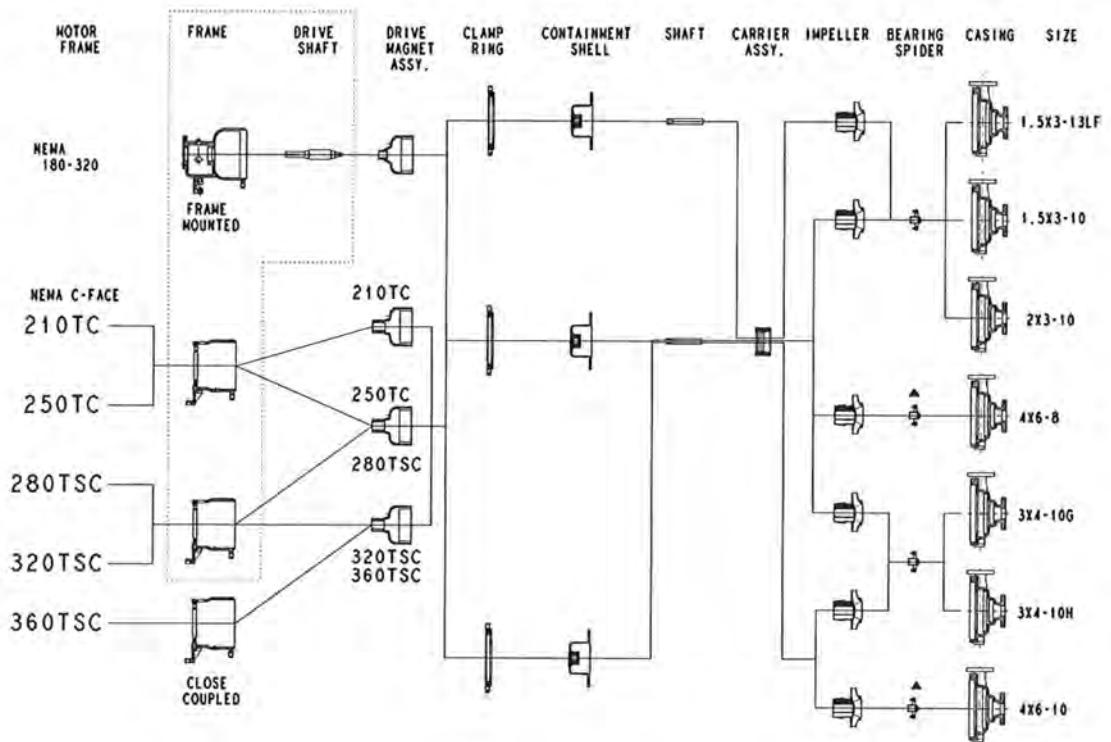 MOTOR
FRAME
FRAME
DRIVE
SHAFT
DRIVE
MAGNET
ASSY.
CLAMP
RING
CONTAINMENT
SHELL
SHAFT
CARRIER
ASSY.
IMPELLER
BEARING
SPIDER
CASING
SIZE
NEMA
180-320
FRAME
MOUNTED
1.5X3-13LF
1.5X3-10
2X3-10
NEMA C-FACE
210TC
250TC
280TSC
320TSC
360TSC
CLOSE
COUPLED
210TC
250TC
280TSC
320TSC
360TSC
4X6-8
3X4-10G
3X4-10H
4X6-10